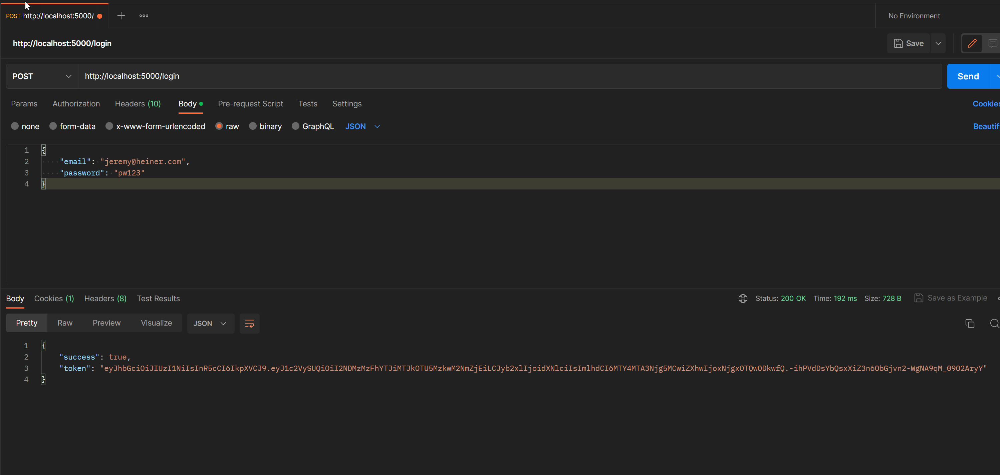 POST http://localhost:5000/
No Environment
http://localhost:5000/login
Save
POST http://localhost:5000/login Send
Params Authorization Headers (10) Body Pre-request Script Tests Settings Cookies
none form-data x-www-form-urlencoded raw binary GraphQL JSON Beautify
1 {
2 "email": "jeremy@heiner.com",
3 "password": "pw123"
4 }
Body Cookies (1) Headers (8) Test Results Status: 200 OK Time: 192 ms Size: 728 B Save as Example
Pretty Raw Preview Visualize JSON
1 {
2 "success": true,
3 "token": "eyJhbGciOiJIUzI1NiIsInR5cCI6IkpXVCJ9.eyJ1c2VySUQiOiI2NDMzMzFhYTJiMTJkOTU5MzkwM2NmZjEiLCJyb2xlIjoidXNlciIsImlhdCI6MTY4MTA3Njg5MCwiZXhwIjoxNjgxOTQwODkwfQ.-ihPVdDsYbQsxXiZ3n6ObGjvn2-WgNA9qM_09O2AryY"
4 }